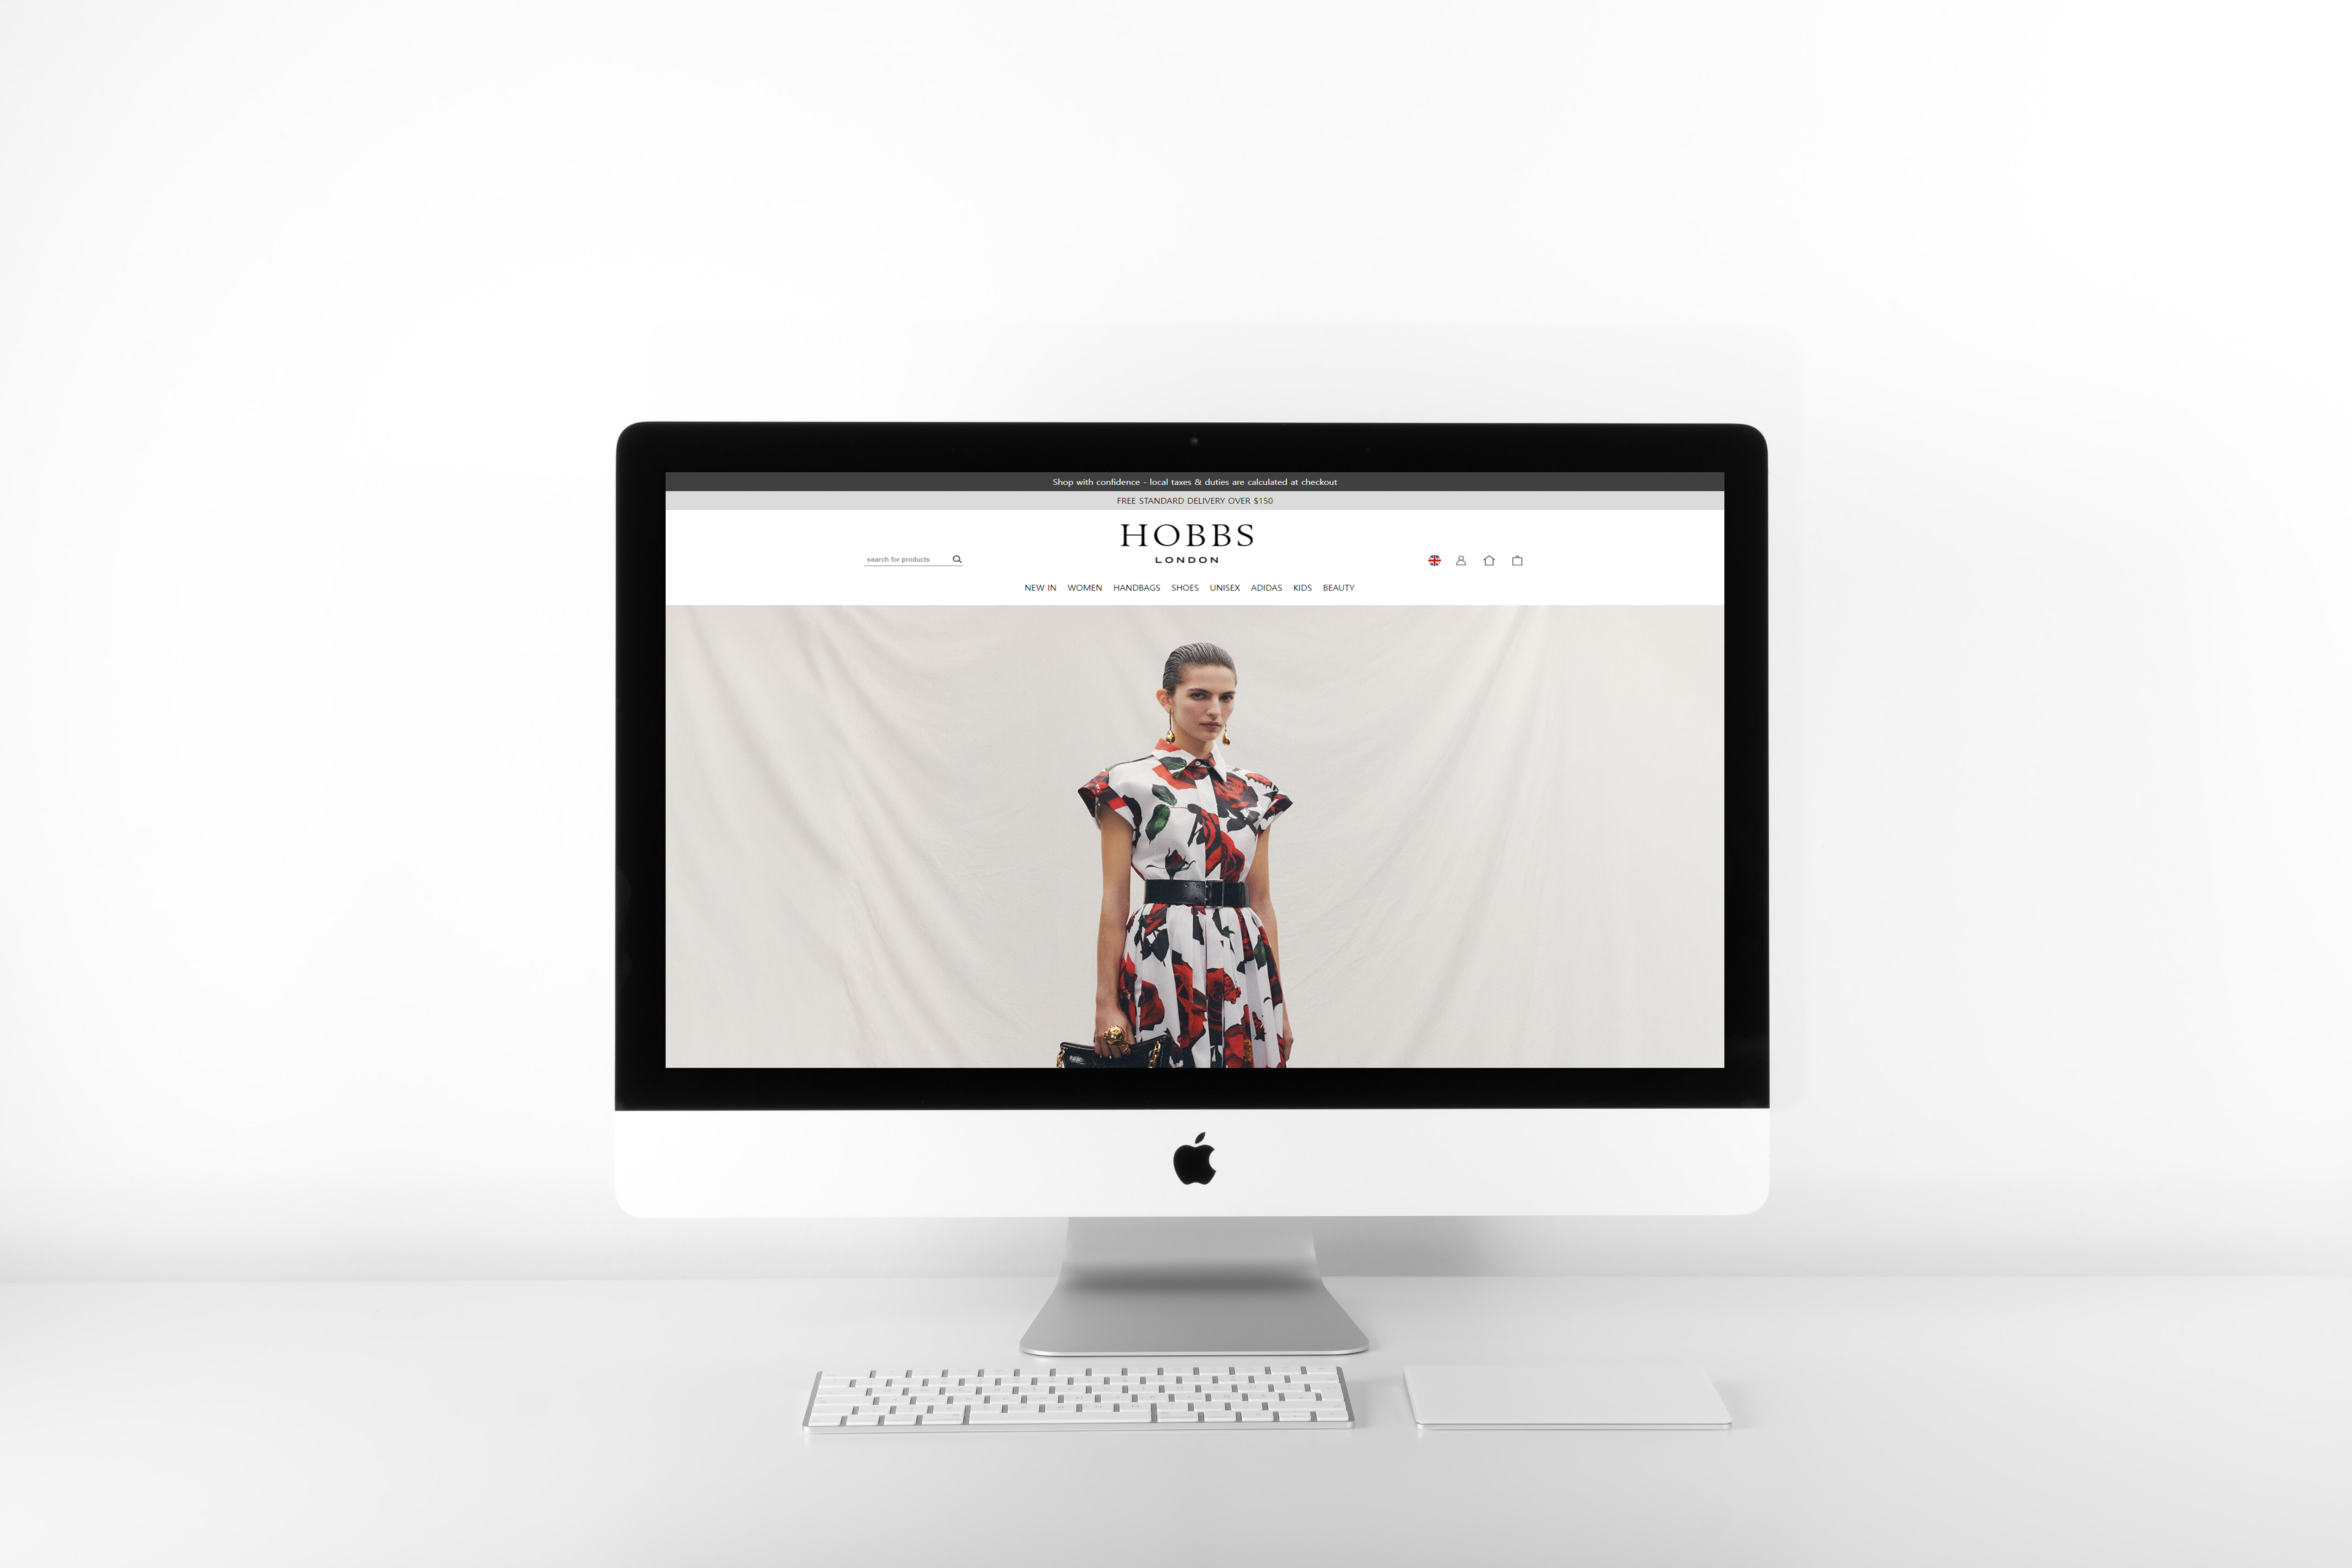 Shop with confidence - local taxes & duties are calculated at checkout
FREE STANDARD DELIVERY OVER $150
HOBBS
LONDON
search for products
NEW IN WOMEN HANDBAGS SHOES UNISEX ADIDAS KIDS BEAUTY